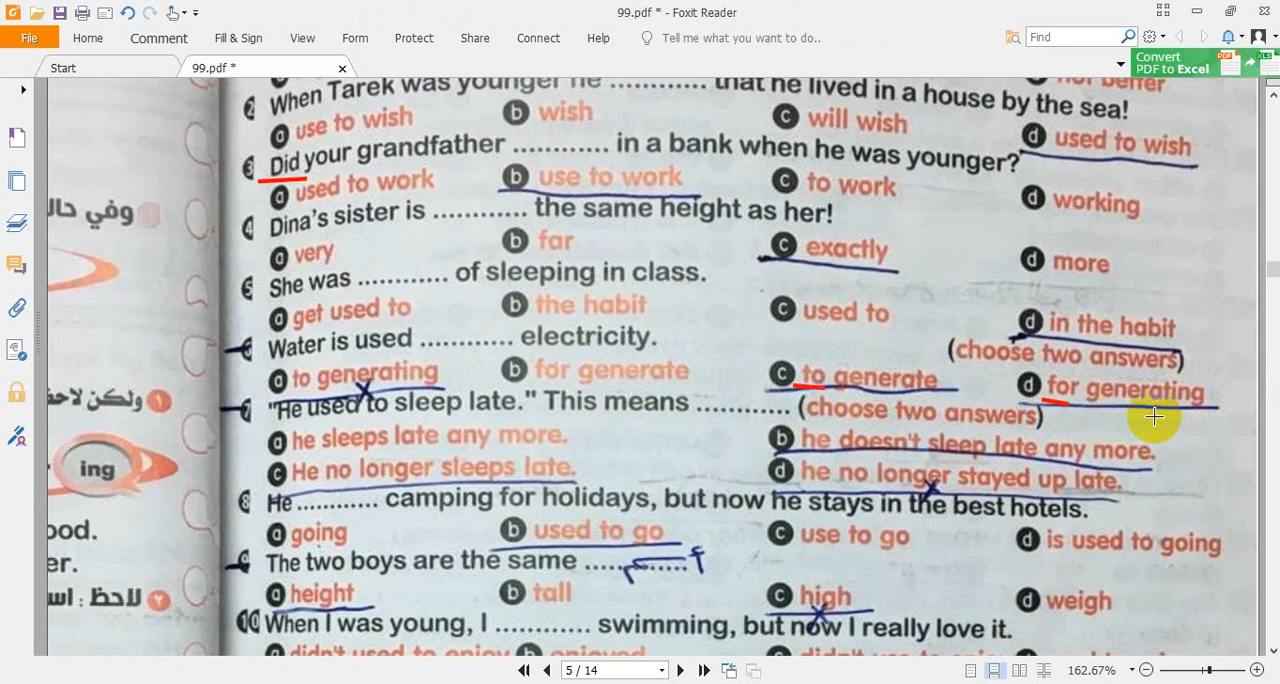 99.pdf * - Foxit Reader
File Home Comment Fill & Sign View Form Protect Share Connect Help Tell me what you want to do.. Find
Start 99.pdf *
Convert PDF to Excel
2 When Tarek was younger he ............ that he lived in a house by the sea!
a use to wish b wish c will wish d used to wish
3 Did your grandfather ............ in a bank when he was younger?
a used to work b use to work c to work d working
4 Dina's sister is ............ the same height as her!
a very b far c exactly d more
5 She was ............ of sleeping in class.
a get used to b the habit c used to d in the habit
Water is used ............ electricity. (choose two answers)
a to generating b for generate c to generate d for generating
"He used to sleep late." This means ............ (choose two answers)
a he sleeps late any more. b he doesn't sleep late any more.
c He no longer sleeps late. d he no longer stayed up late.
8 He ............ camping for holidays, but now he stays in the best hotels.
a going b used to go c use to go d is used to going
The two boys are the same ............
a height b tall c high d weigh
10 When I was young, I ............ swimming, but now I really love it.
وفي
١ ولكن
ing
ood.
er.
٢ لاحظ :
5 / 14
162.67%